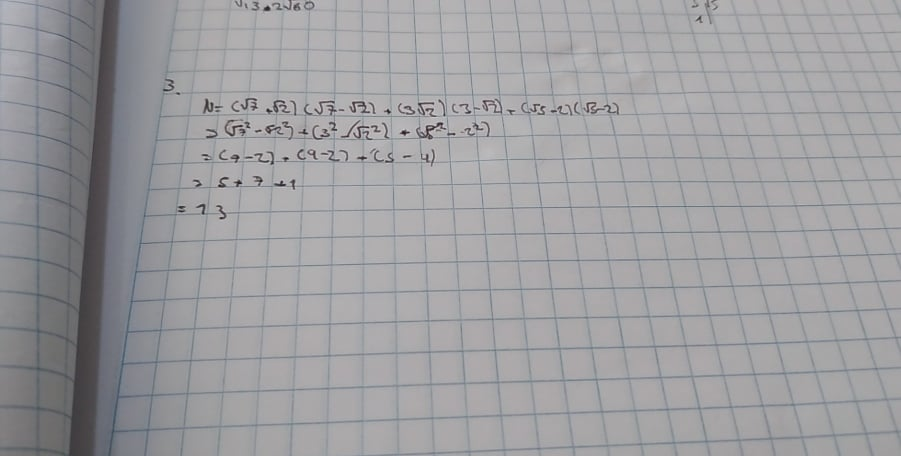 √13.2√60
3.
N= (√7 + √2) (√7 - √2) + (3√2) (3-√2) + (√5-2) (√5-2)
= (√7² - √2²) + (3² - (√2²) + (√5² - 2²)
= (7-2) + (9-2) + (5-4)
= 5 + 7 + 1
= 13